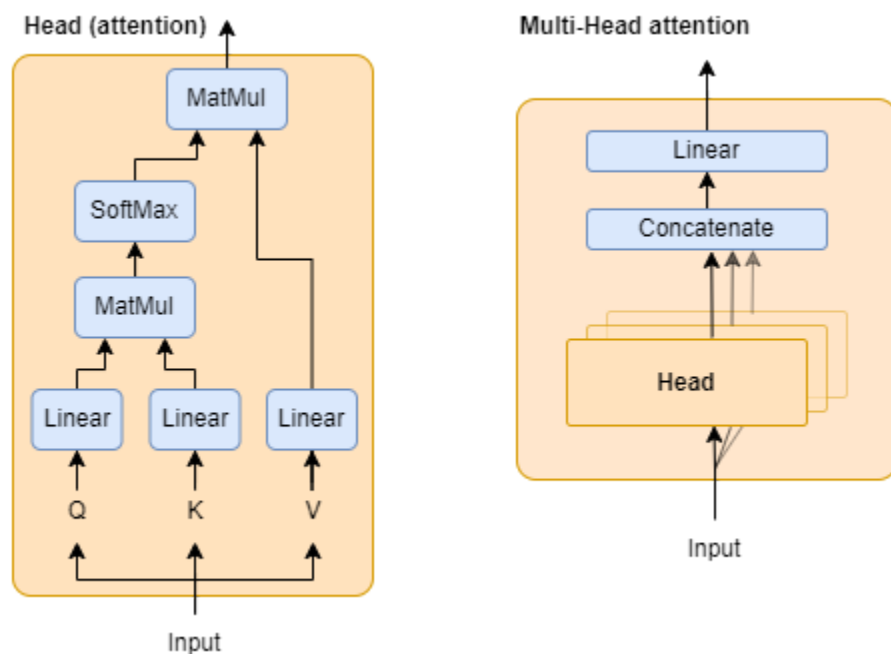 Head (attention)
MatMul
SoftMax
MatMul
Linear Linear Linear
Q K V
Input
Multi-Head attention
Linear
Concatenate
Head
Input